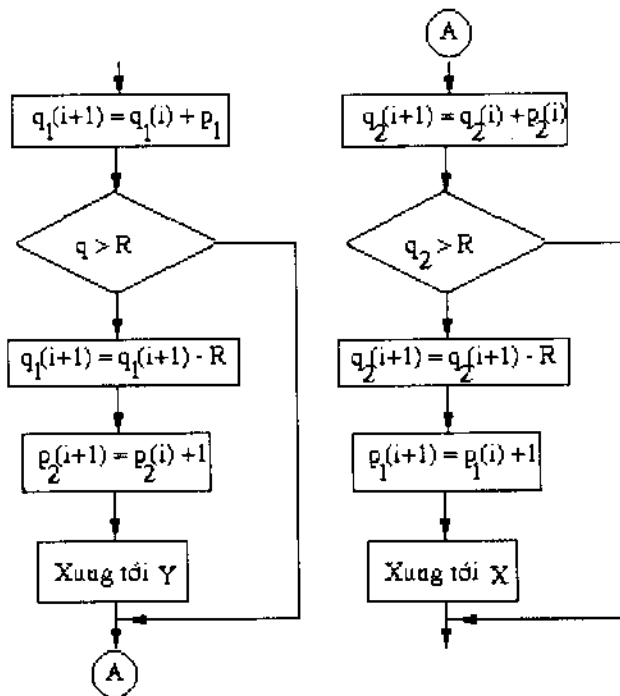 q₁(i+1) = q₁(i) + p₁
q > R
q₁(i+1) = q₁(i+1) - R
p₂(i+1) = p₂(i) + 1
Xung tới Y
A
A
q₂(i+1) = q₂(i) + p₂(i)
q₂ > R
q₂(i+1) = q₂(i+1) - R
p₁(i+1) = p₁(i) + 1
Xung tới X